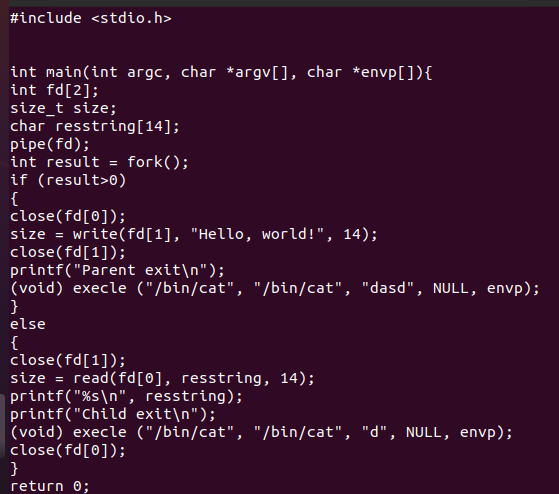 #include <stdio.h>
int main(int argc, char *argv[], char *envp[]){
int fd[2];
size_t size;
char resstring[14];
pipe(fd);
int result = fork();
if (result>0)
{
close(fd[0]);
size = write(fd[1], "Hello, world!", 14);
close(fd[1]);
printf("Parent exit\n");
(void) execle ("/bin/cat", "/bin/cat", "dasd", NULL, envp);
}
else
{
close(fd[1]);
size = read(fd[0], resstring, 14);
printf("%s\n", resstring);
printf("Child exit\n");
(void) execle ("/bin/cat", "/bin/cat", "d", NULL, envp);
close(fd[0]);
}
return 0;